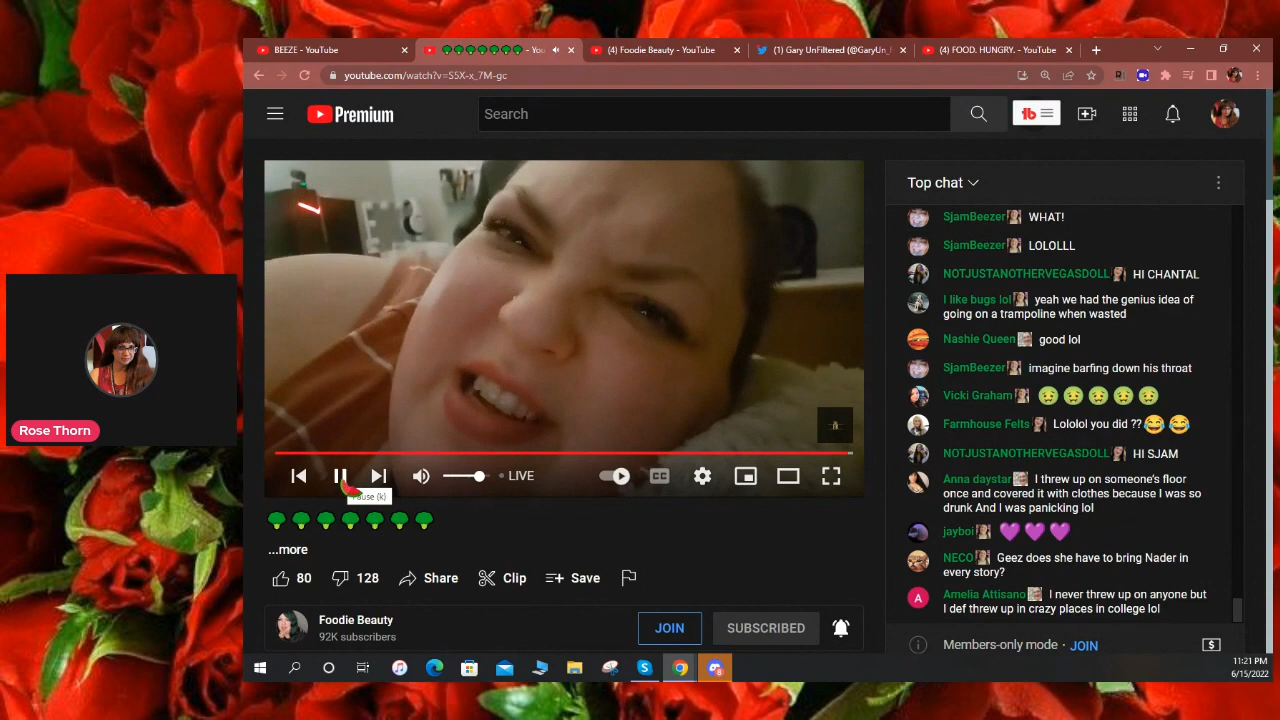 BEEZE - YouTube
🥦🥦🥦🥦🥦🥦🥦 - You
(4) Foodie Beauty - YouTube
(1) Gary UnFiltered (@GaryUn_
(4) FOOD. HUNGRY. - YouTube
youtube.com/watch?v=S5X-x_7M-gc
Premium
Search
tb
Top chat
SjamBeezer WHAT!
SjamBeezer LOLOLLL
NOTJUSTANOTHERVEGASDOLL HI CHANTAL
I like bugs lol yeah we had the genius idea of
going on a trampoline when wasted
Nashie Queen good lol
SjamBeezer imagine barfing down his throat
Vicki Graham 🤢🤢🤢🤢🤢
Farmhouse Felts Lololol you did ??😂😂
NOTJUSTANOTHERVEGASDOLL HI SJAM
Anna daystar I threw up on someone's floor
once and covered it with clothes because I was so
drunk And I was panicking lol
jayboi 💜💜💜
NECO Geez does she have to bring Nader in
every story?
Amelia Attisano I never threw up on anyone but
I def threw up in crazy places in college lol
A
Members-only mode · JOIN
Rose Thorn
LIVE
CC
Pause (k)
🥦🥦🥦🥦🥦🥦🥦
...more
80 128 Share Clip Save
Foodie Beauty
92K subscribers
JOIN
SUBSCRIBED
11:21 PM
6/15/2022